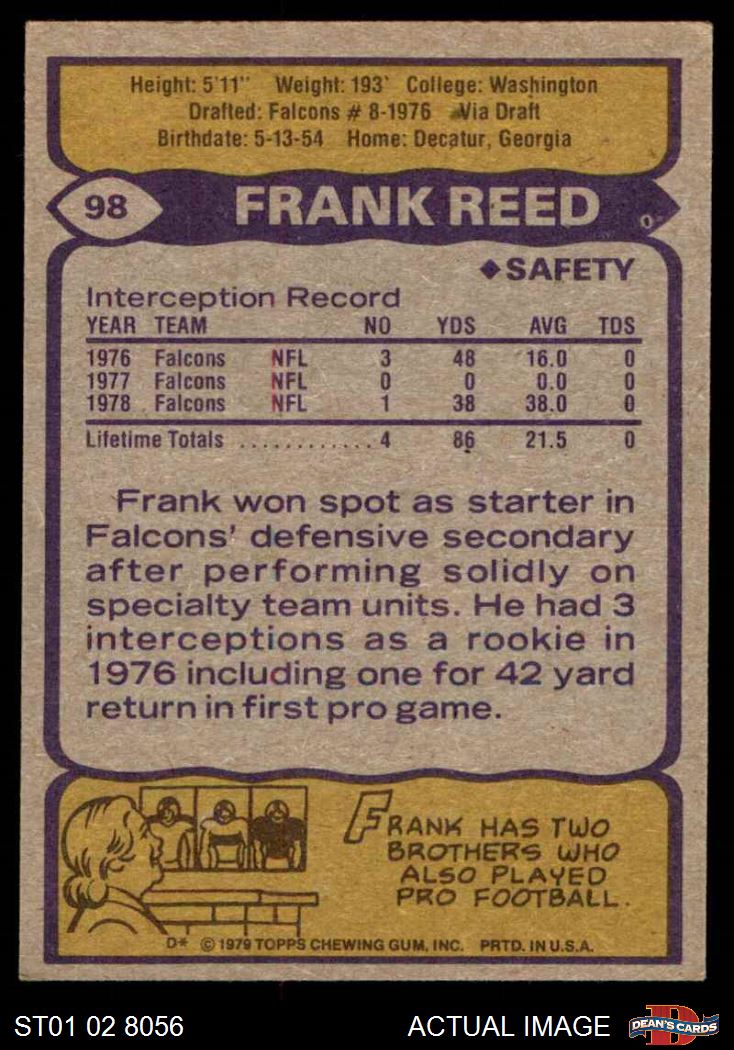 Height: 5'11" Weight: 193' College: Washington
Drafted: Falcons # 8-1976 Via Draft
Birthdate: 5-13-54 Home: Decatur, Georgia
98 FRANK REED
◆SAFETY
Interception Record
YEAR TEAM NO YDS AVG TDS
1976 Falcons NFL 3 48 16.0 0
1977 Falcons NFL 0 0 0.0 0
1978 Falcons NFL 1 38 38.0 0
Lifetime Totals ............ 4 86 21.5 0
Frank won spot as starter in
Falcons' defensive secondary
after performing solidly on
specialty team units. He had 3
interceptions as a rookie in
1976 including one for 42 yard
return in first pro game.
FRANK HAS TWO
BROTHERS WHO
ALSO PLAYED
PRO FOOTBALL.
D* © 1979 TOPPS CHEWING GUM, INC. PRTD. IN U.S.A.
ST01 02 8056 ACTUAL IMAGE DEAN'S CARDS